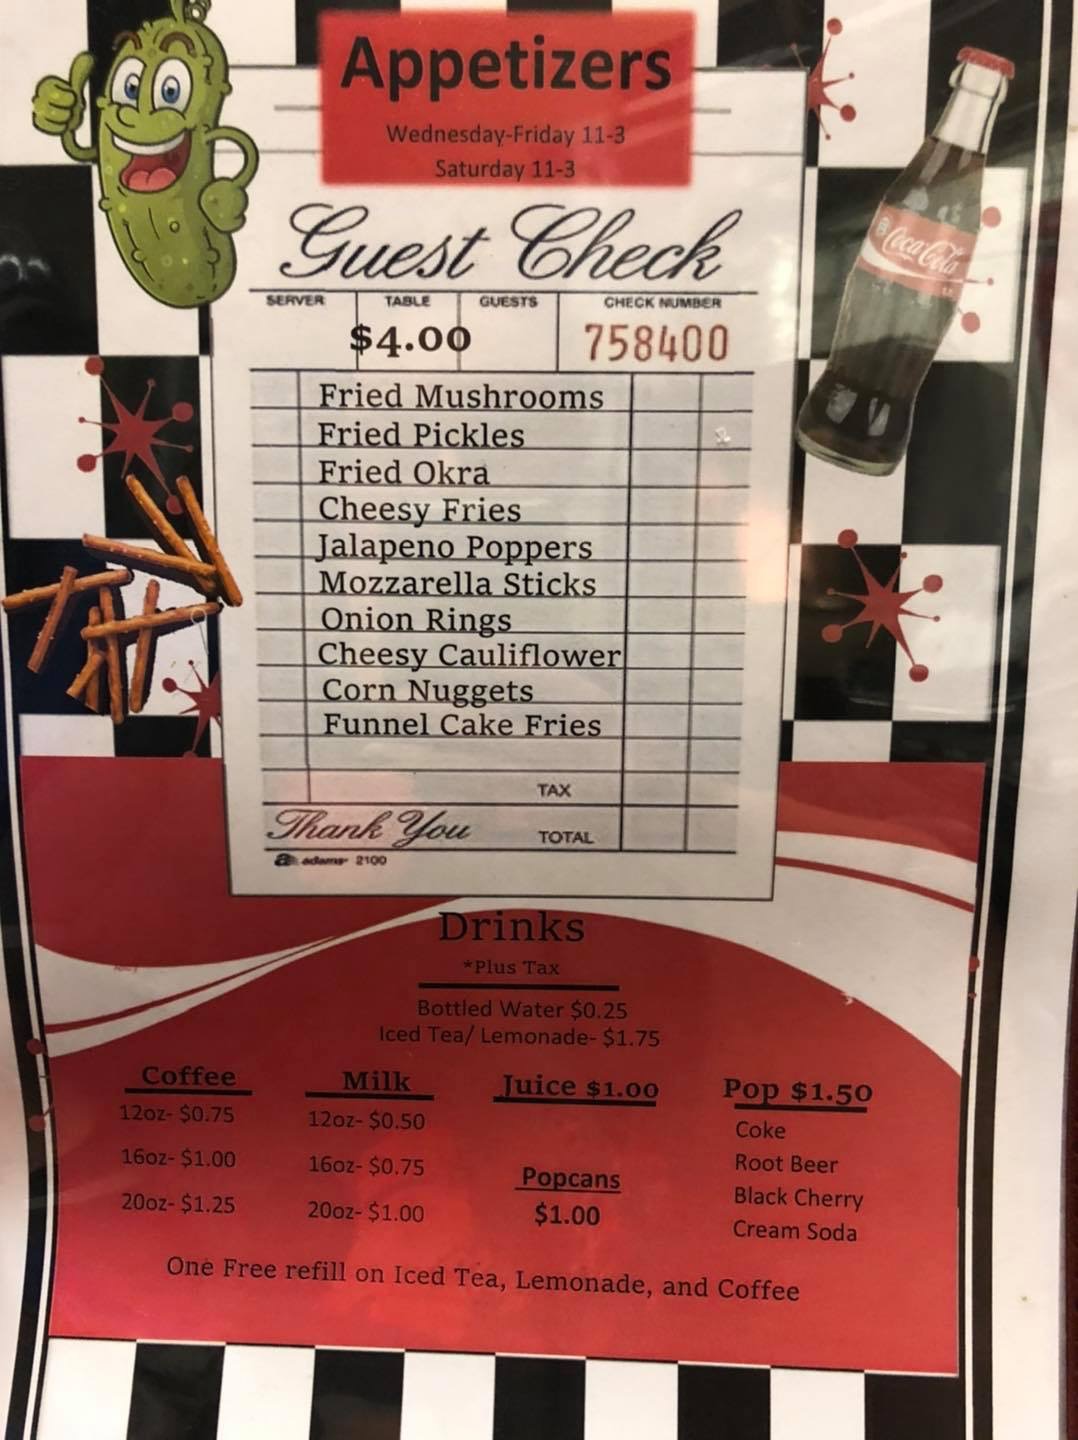 Appetizers
Wednesday-Friday 11-3
Saturday 11-3
Guest Check
SERVER TABLE GUESTS CHECK NUMBER
$4.00 758400
Fried Mushrooms
Fried Pickles
Fried Okra
Cheesy Fries
Jalapeno Poppers
Mozzarella Sticks
Onion Rings
Cheesy Cauliflower
Corn Nuggets
Funnel Cake Fries
TAX
Thank You TOTAL
adams 2100
Coca-Cola
Drinks
*Plus Tax
Bottled Water $0.25
Iced Tea/ Lemonade- $1.75
Coffee
12oz- $0.75
16oz- $1.00
20oz- $1.25
Milk
12oz- $0.50
16oz- $0.75
20oz- $1.00
Juice $1.00
Popcans
$1.00
Pop $1.50
Coke
Root Beer
Black Cherry
Cream Soda
One Free refill on Iced Tea, Lemonade, and Coffee